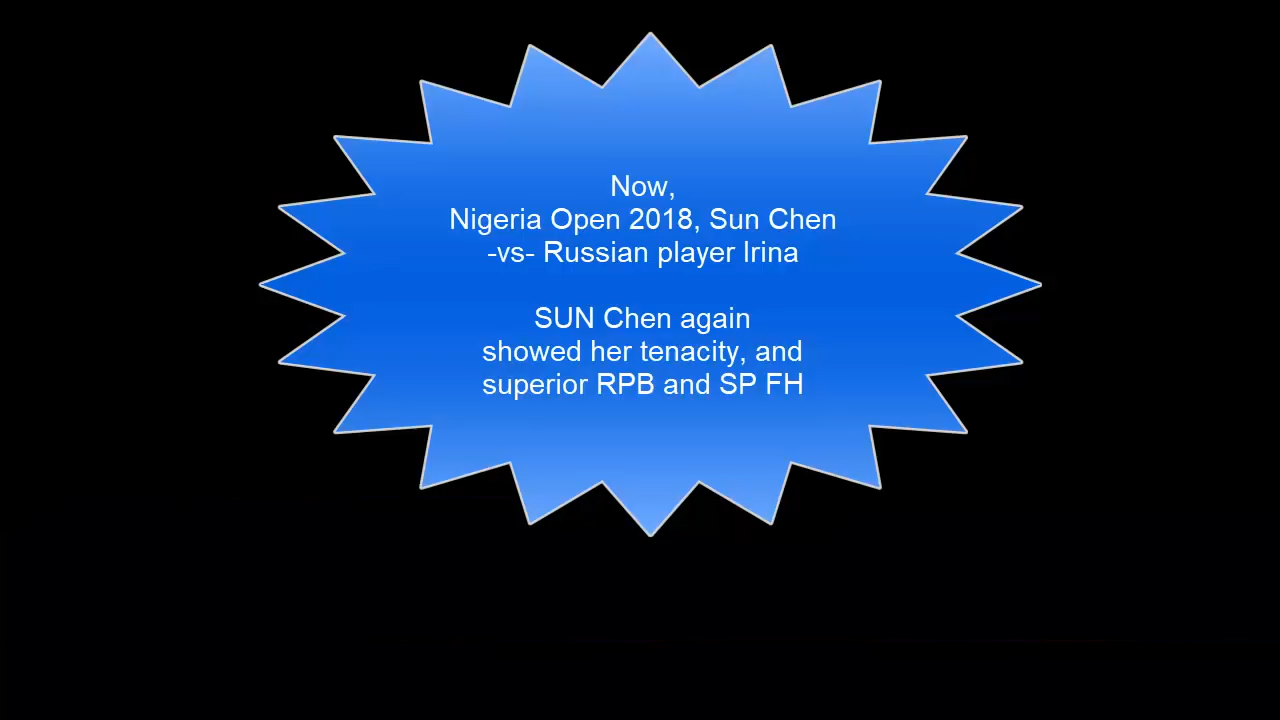 Now,
Nigeria Open 2018, Sun Chen
-vs- Russian player Irina
SUN Chen again
showed her tenacity, and
superior RPB and SP FH